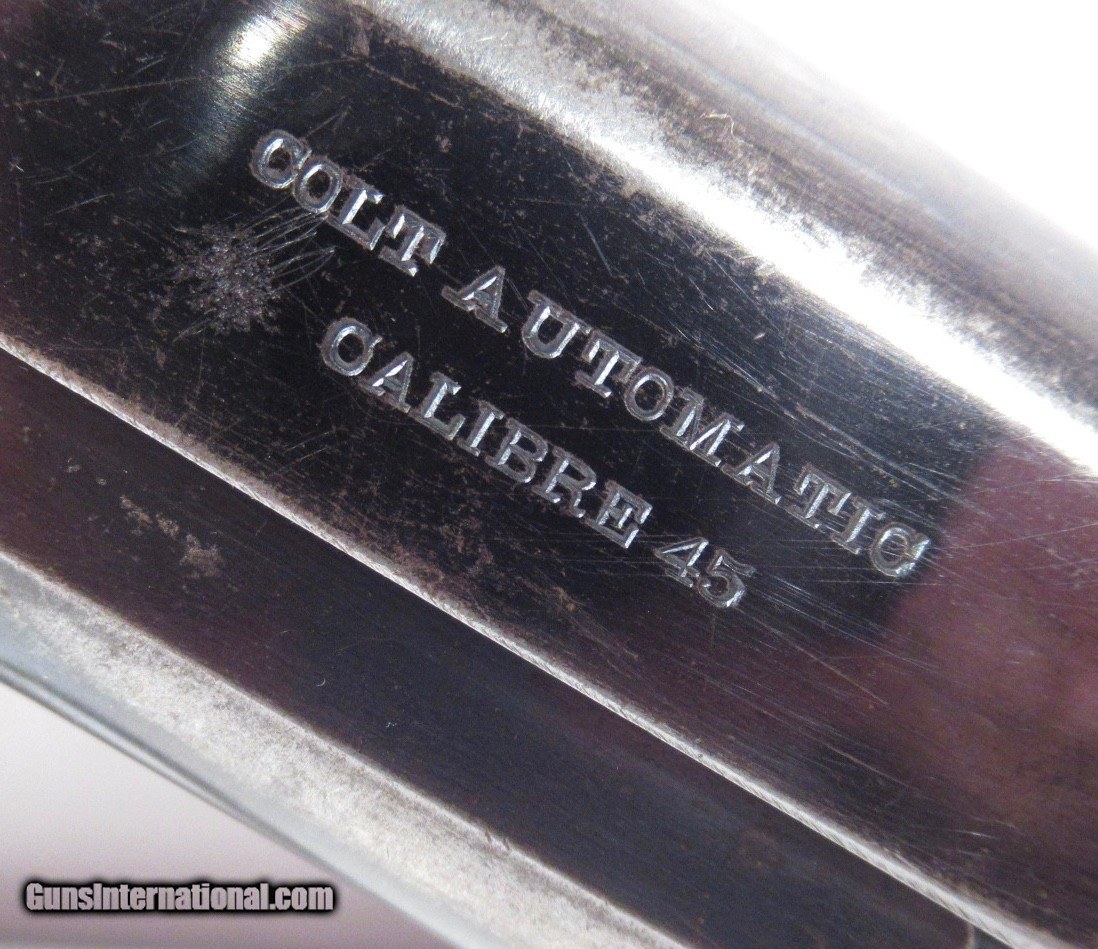 COLT AUTOMATIC
CALIBRE 45
GunsInternational.com